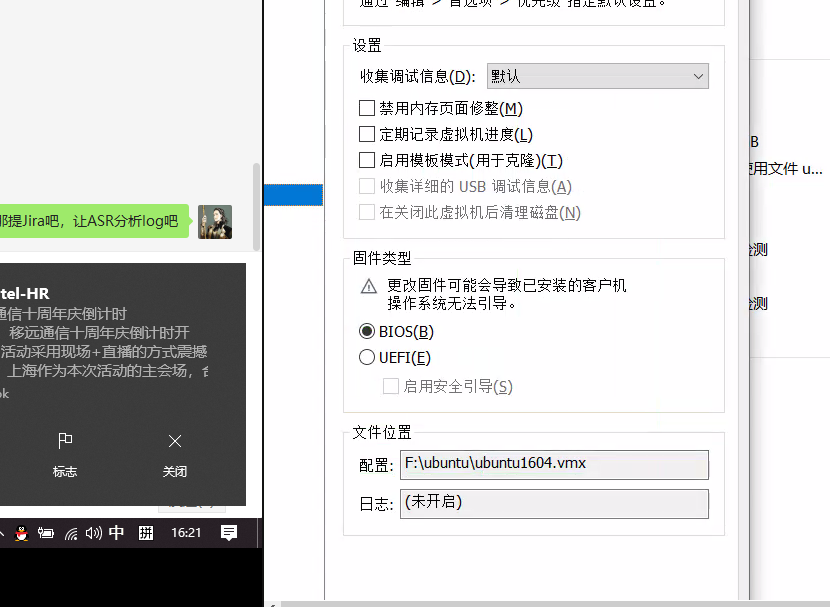 通过"编辑 > 首选项 > 优先级"指定默认设置。
设置
收集调试信息(D):
默认
禁用内存页面修整(M)
定期记录虚拟机进度(L)
启用模板模式(用于克隆)(T)
收集详细的 USB 调试信息(A)
在关闭此虚拟机后清理磁盘(N)
固件类型
更改固件可能会导致已安装的客户机
操作系统无法引导。
BIOS(B)
UEFI(E)
启用安全引导(S)
文件位置
配置:
F:\ubuntu\ubuntu1604.vmx
日志:
(未开启)
提Jira吧，让ASR分析log吧
tel-HR
通信十周年庆倒计时
移远通信十周年庆倒计时开
活动采用现场+直播的方式震撼
上海作为本次活动的主会场，
ok
标志
关闭
中
拼
16:21
B
使用文件 u...
检测
检测